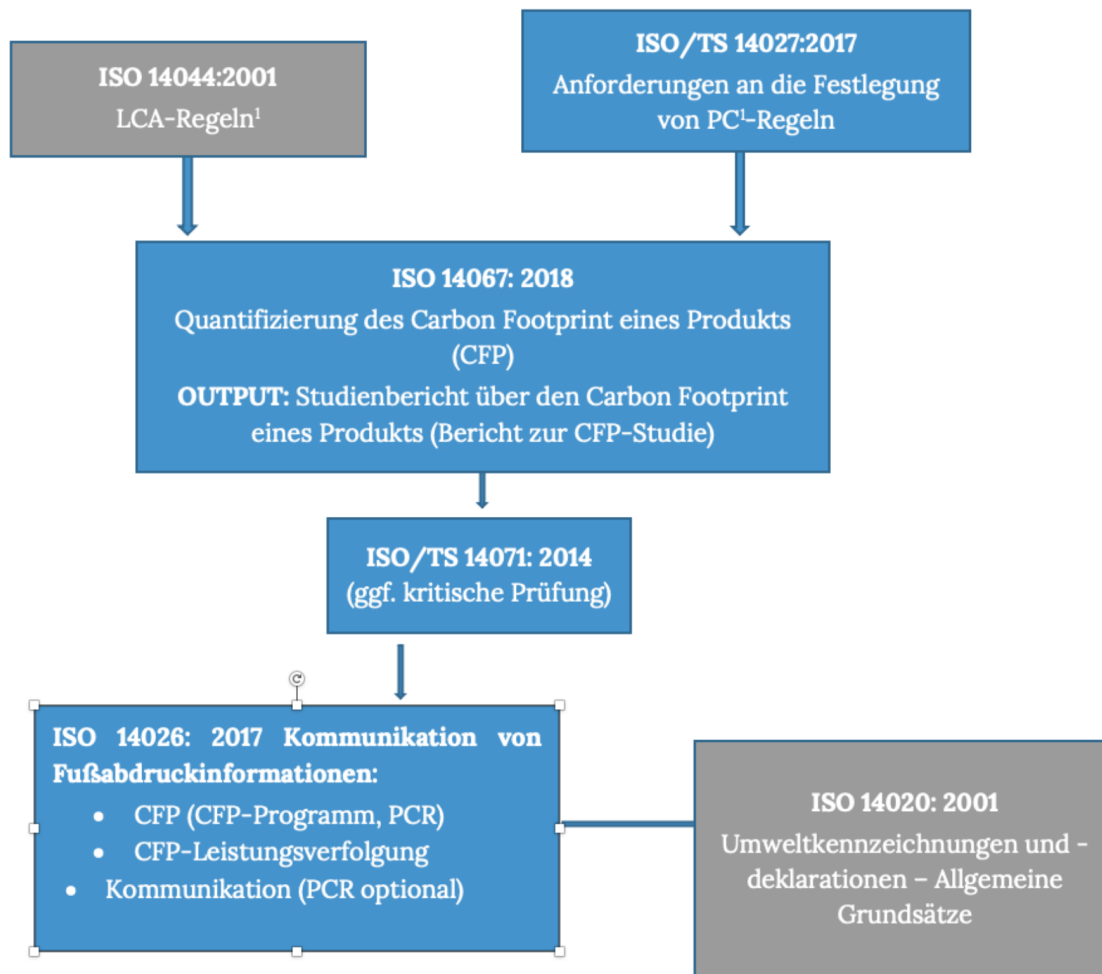 ISO 14044:2001
LCA-Regeln¹
ISO/TS 14027:2017
Anforderungen an die Festlegung
von PC¹-Regeln
ISO 14067: 2018
Quantifizierung des Carbon Footprint eines Produkts
(CFP)
OUTPUT: Studienbericht über den Carbon Footprint
eines Produkts (Bericht zur CFP-Studie)
ISO/TS 14071: 2014
(ggf. kritische Prüfung)
ISO 14026: 2017 Kommunikation von
Fußabdruckinformationen:
• CFP (CFP-Programm, PCR)
• CFP-Leistungsverfolgung
• Kommunikation (PCR optional)
ISO 14020: 2001
Umweltkennzeichnungen und -
deklarationen – Allgemeine
Grundsätze